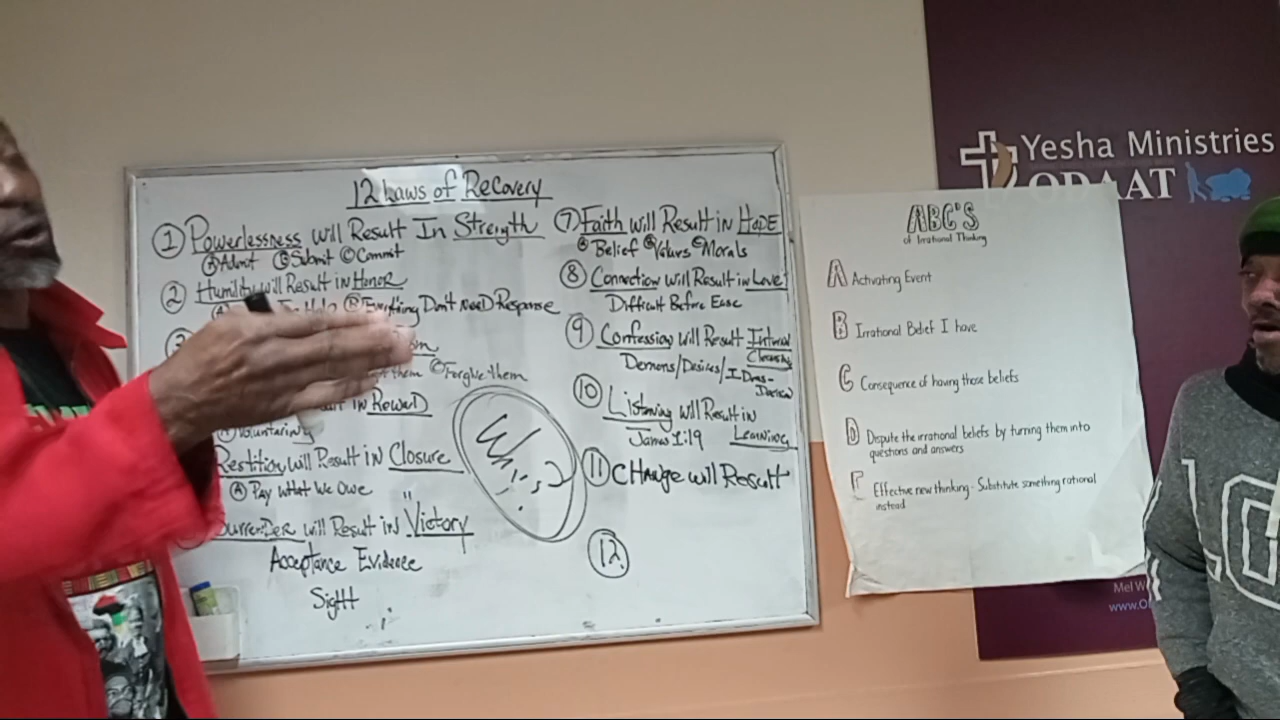 12 Laws of Recovery
① Powerlessness will Result In Strength
Ⓐ Admit Ⓑ Submit Ⓒ Commit
② Humility will Result in Honor
Help Ⓑ Everything Don't Need Response
them Ⓒ Forgive them
in Reward
Ⓐ Voluntarily
Restition will Result in Closure
Ⓐ Pay What We Owe
Surrender will Result in "Victory
Acceptance Evidence
Sight
Why?
⑦ Faith will Result in Hope
Ⓐ Belief Ⓑ Values Ⓒ Morals
⑧ Connection will Result in Love
Difficult Before Ease
⑨ Confession will Result Internal
Cleansing
Demons/Desires/
⑩ Listening will Result in
James 1:19 Learning
⑪ Change will Result
⑫
ABC'S
of Irrational Thinking
A Activating Event
B Irrational Belief I have
C Consequence of having those beliefs
D Dispute the irrational beliefs by turning them into
questions and answers
E Effective new thinking - Substitute something rational
instead
Yesha Ministries
ODAAT
Mel W
www.O